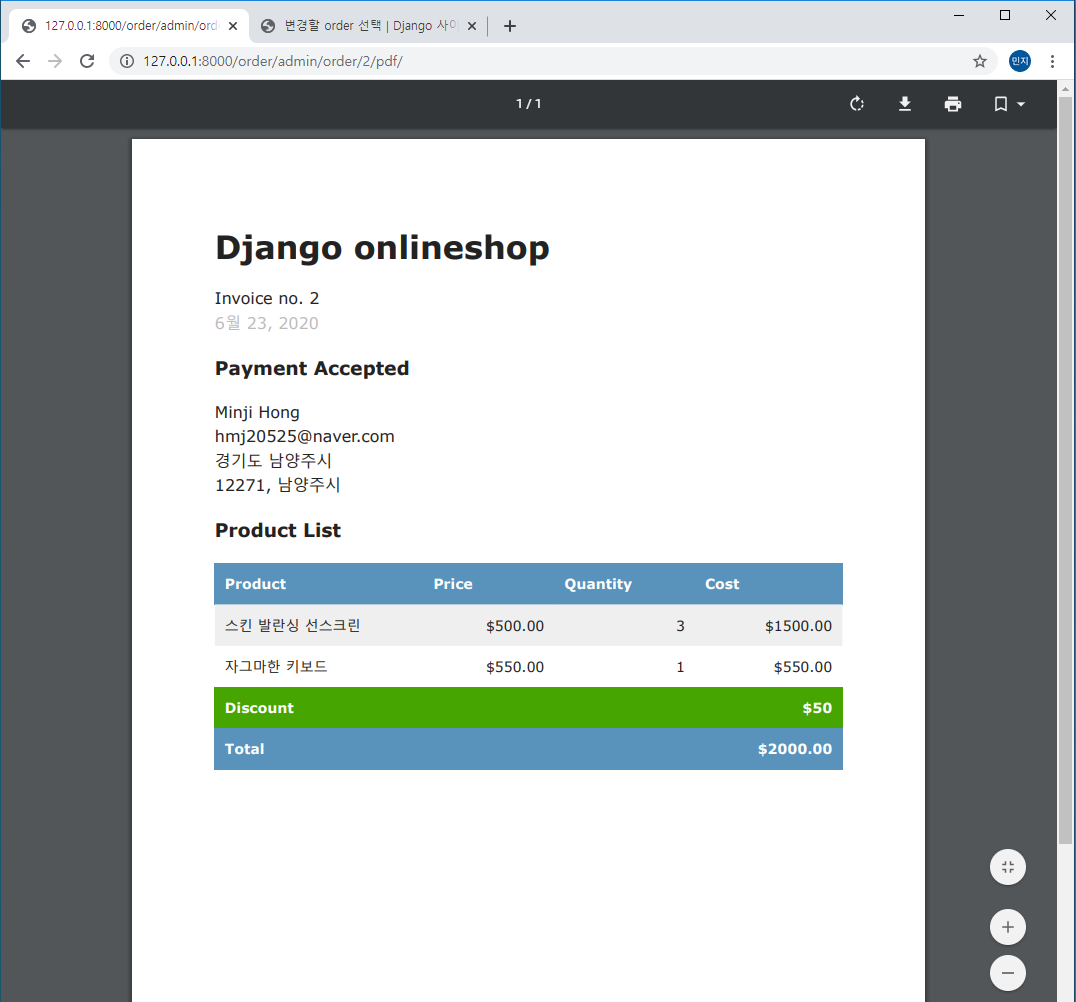 127.0.0.1:8000/order/admin/ord
변경할 order 선택 | Django 사이
127.0.0.1:8000/order/admin/order/2/pdf/
민지
1 / 1
Django onlineshop
Invoice no. 2
6월 23, 2020
Payment Accepted
Minji Hong
hmj20525@naver.com
경기도 남양주시
12271, 남양주시
Product List
Product Price Quantity Cost
스킨 발란싱 선스크린 $500.00 3 $1500.00
자그마한 키보드 $550.00 1 $550.00
Discount $50
Total $2000.00